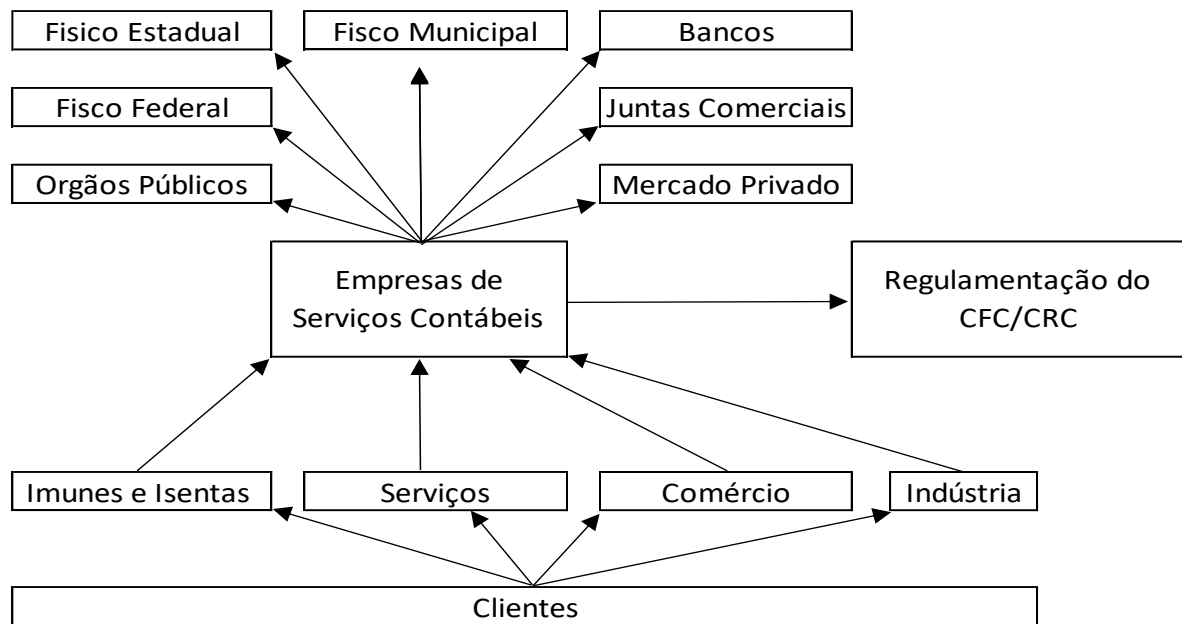 Fisico Estadual
Fisco Municipal
Bancos
Fisco Federal
Juntas Comerciais
Orgãos Públicos
Mercado Privado
Empresas de
Serviços Contábeis
Regulamentação do
CFC/CRC
Imunes e Isentas
Serviços
Comércio
Indústria
Clientes